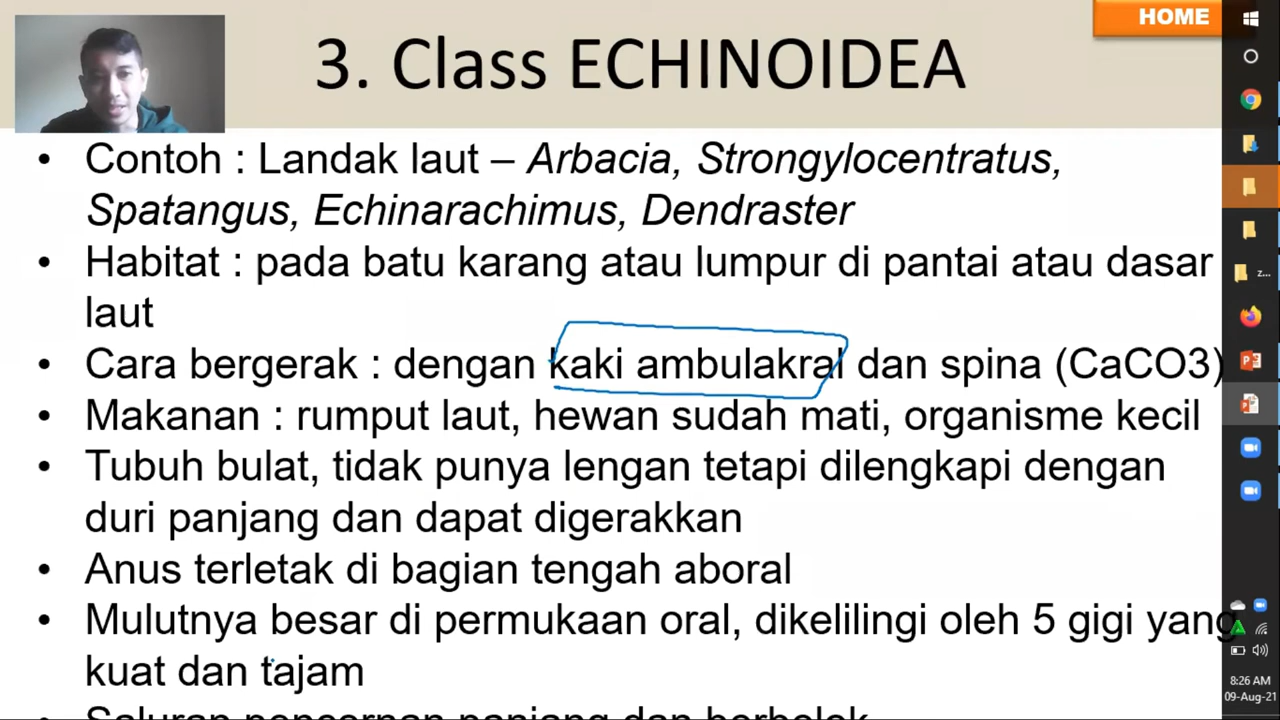 HOME
3. Class ECHINOIDEA
• Contoh : Landak laut – Arbacia, Strongylocentratus,
Spatangus, Echinarachimus, Dendraster
• Habitat : pada batu karang atau lumpur di pantai atau dasar
laut
• Cara bergerak : dengan kaki ambulakral dan spina (CaCO3)
• Makanan : rumput laut, hewan sudah mati, organisme kecil
• Tubuh bulat, tidak punya lengan tetapi dilengkapi dengan
duri panjang dan dapat digerakkan
• Anus terletak di bagian tengah aboral
• Mulutnya besar di permukaan oral, dikelilingi oleh 5 gigi yang
kuat dan tajam
z...
8:26 AM
09-Aug-21